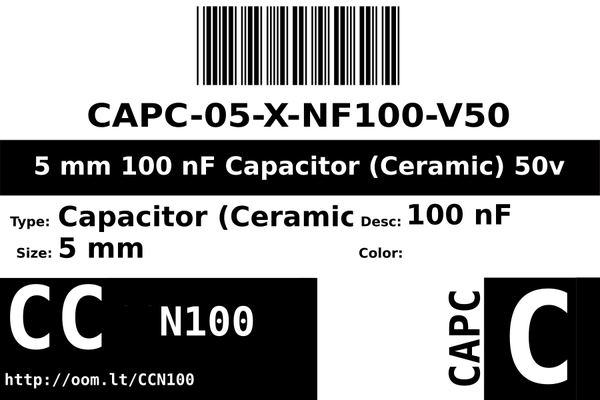 CAPC-05-X-NF100-V50
5 mm 100 nF Capacitor (Ceramic) 50v
Type: Capacitor (Ceramic Desc: 100 nF
Size: 5 mm Color:
CC N100
http://oom.lt/CCN100
CAPC
C